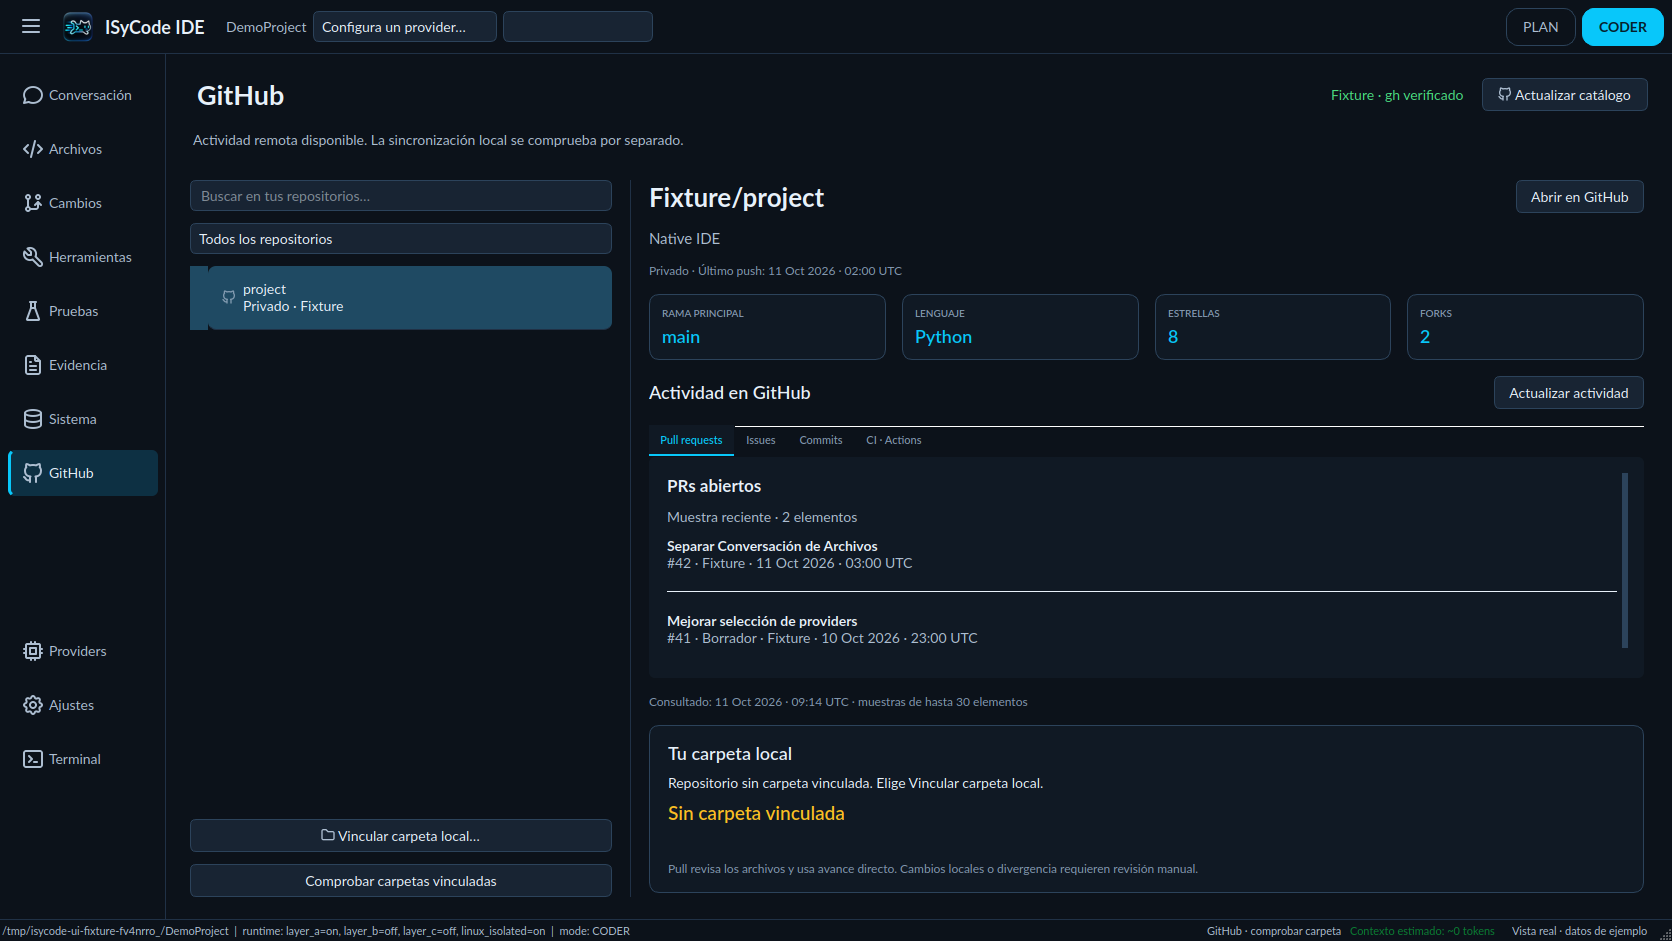 ISyCode IDE DemoProject Configura un provider... PLAN CODER
Conversación
Archivos
Cambios
Herramientas
Pruebas
Evidencia
Sistema
GitHub
Providers
Ajustes
Terminal
GitHub
Fixture · gh verificado Actualizar catálogo
Actividad remota disponible. La sincronización local se comprueba por separado.
Buscar en tus repositorios...
Todos los repositorios
project
Privado · Fixture
Vincular carpeta local...
Comprobar carpetas vinculadas
Fixture/project Abrir en GitHub
Native IDE
Privado · Último push: 11 Oct 2026 · 02:00 UTC
RAMA PRINCIPAL
main
LENGUAJE
Python
ESTRELLAS
8
FORKS
2
Actividad en GitHub Actualizar actividad
Pull requests Issues Commits CI · Actions
PRs abiertos
Muestra reciente · 2 elementos
Separar Conversación de Archivos
#42 · Fixture · 11 Oct 2026 · 03:00 UTC
Mejorar selección de providers
#41 · Borrador · Fixture · 10 Oct 2026 · 23:00 UTC
Consultado: 11 Oct 2026 · 09:14 UTC · muestras de hasta 30 elementos
Tu carpeta local
Repositorio sin carpeta vinculada. Elige Vincular carpeta local.
Sin carpeta vinculada
Pull revisa los archivos y usa avance directo. Cambios locales o divergencia requieren revisión manual.
/tmp/isycode-ui-fixture-fv4nrro_/DemoProject | runtime: layer_a=on, layer_b=off, layer_c=off, linux_isolated=on | mode: CODER GitHub · comprobar carpeta Contexto estimado: ~0 tokens Vista real · datos de ejemplo